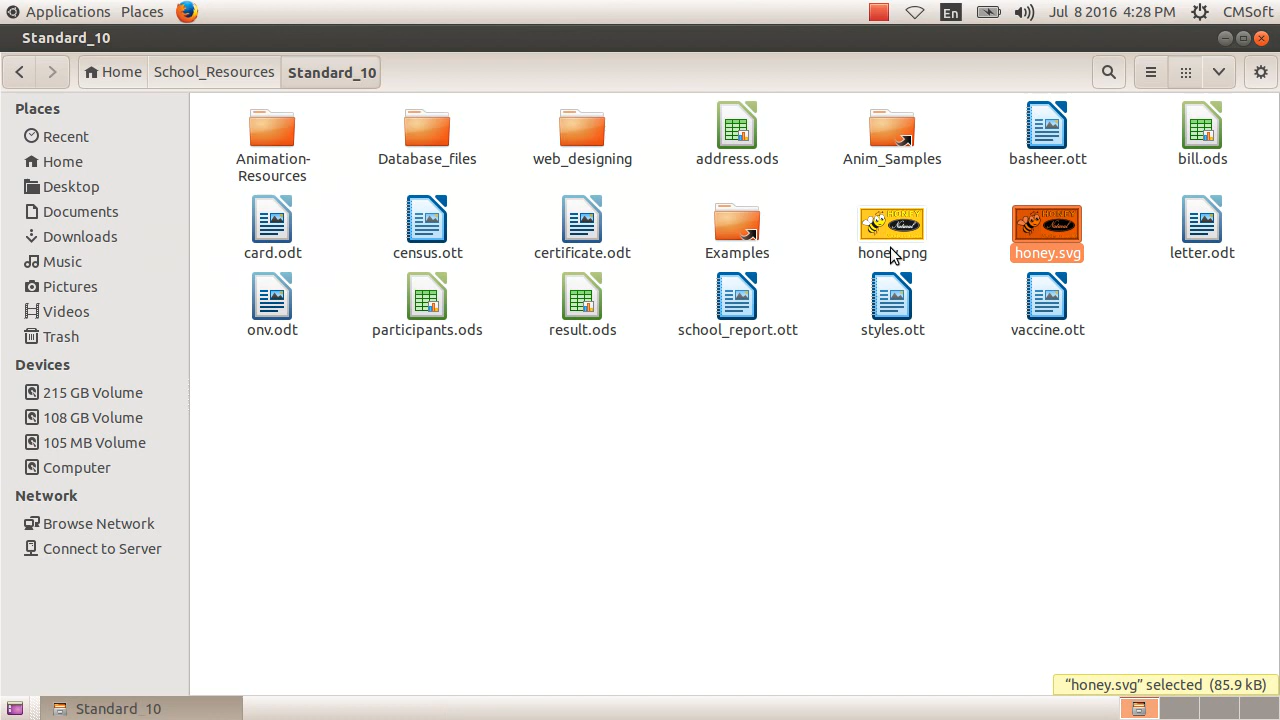 Applications Places En Jul 8 2016 4:28 PM CMSoft
Standard_10
Home School_Resources Standard_10
Places
Recent
Home
Desktop
Documents
Downloads
Music
Pictures
Videos
Trash
Devices
215 GB Volume
108 GB Volume
105 MB Volume
Computer
Network
Browse Network
Connect to Server
Animation-
Resources
Database_files
web_designing
address.ods
Anim_Samples
basheer.ott
bill.ods
card.odt
census.ott
certificate.odt
Examples
HONEY
Natural
honey.png
HONEY
Natural
honey.svg
letter.odt
onv.odt
participants.ods
result.ods
school_report.ott
styles.ott
vaccine.ott
“honey.svg” selected (85.9 kB)
Standard_10